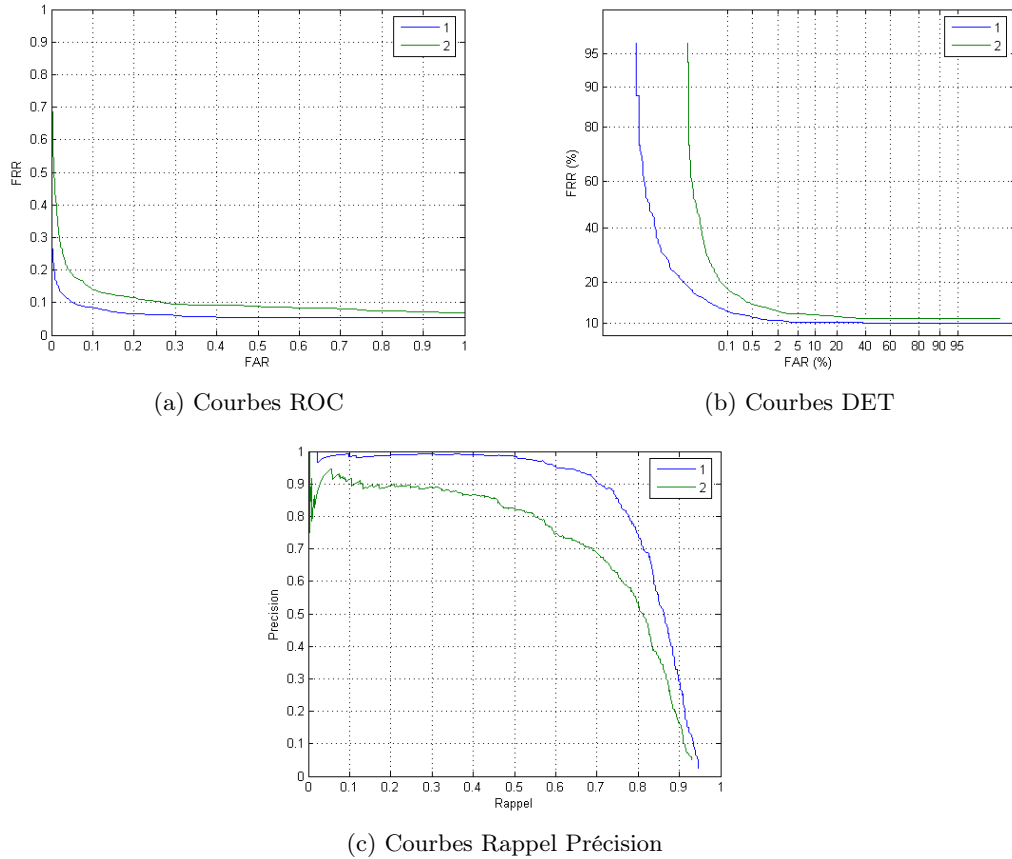 1
0.9
0.8
0.7
0.6
0.5
0.4
0.3
0.2
0.1
0
FRR
0 0.1 0.2 0.3 0.4 0.5 0.6 0.7 0.8 0.9 1
FAR
1
2
(a) Courbes ROC
95
90
80
60
40
20
10
FRR (%)
0.1 0.5 2 5 10 20 40 60 80 90 95
FAR (%)
1
2
(b) Courbes DET
1
0.9
0.8
0.7
0.6
0.5
0.4
0.3
0.2
0.1
0
Precision
0 0.1 0.2 0.3 0.4 0.5 0.6 0.7 0.8 0.9 1
Rappel
1
2
(c) Courbes Rappel Précision